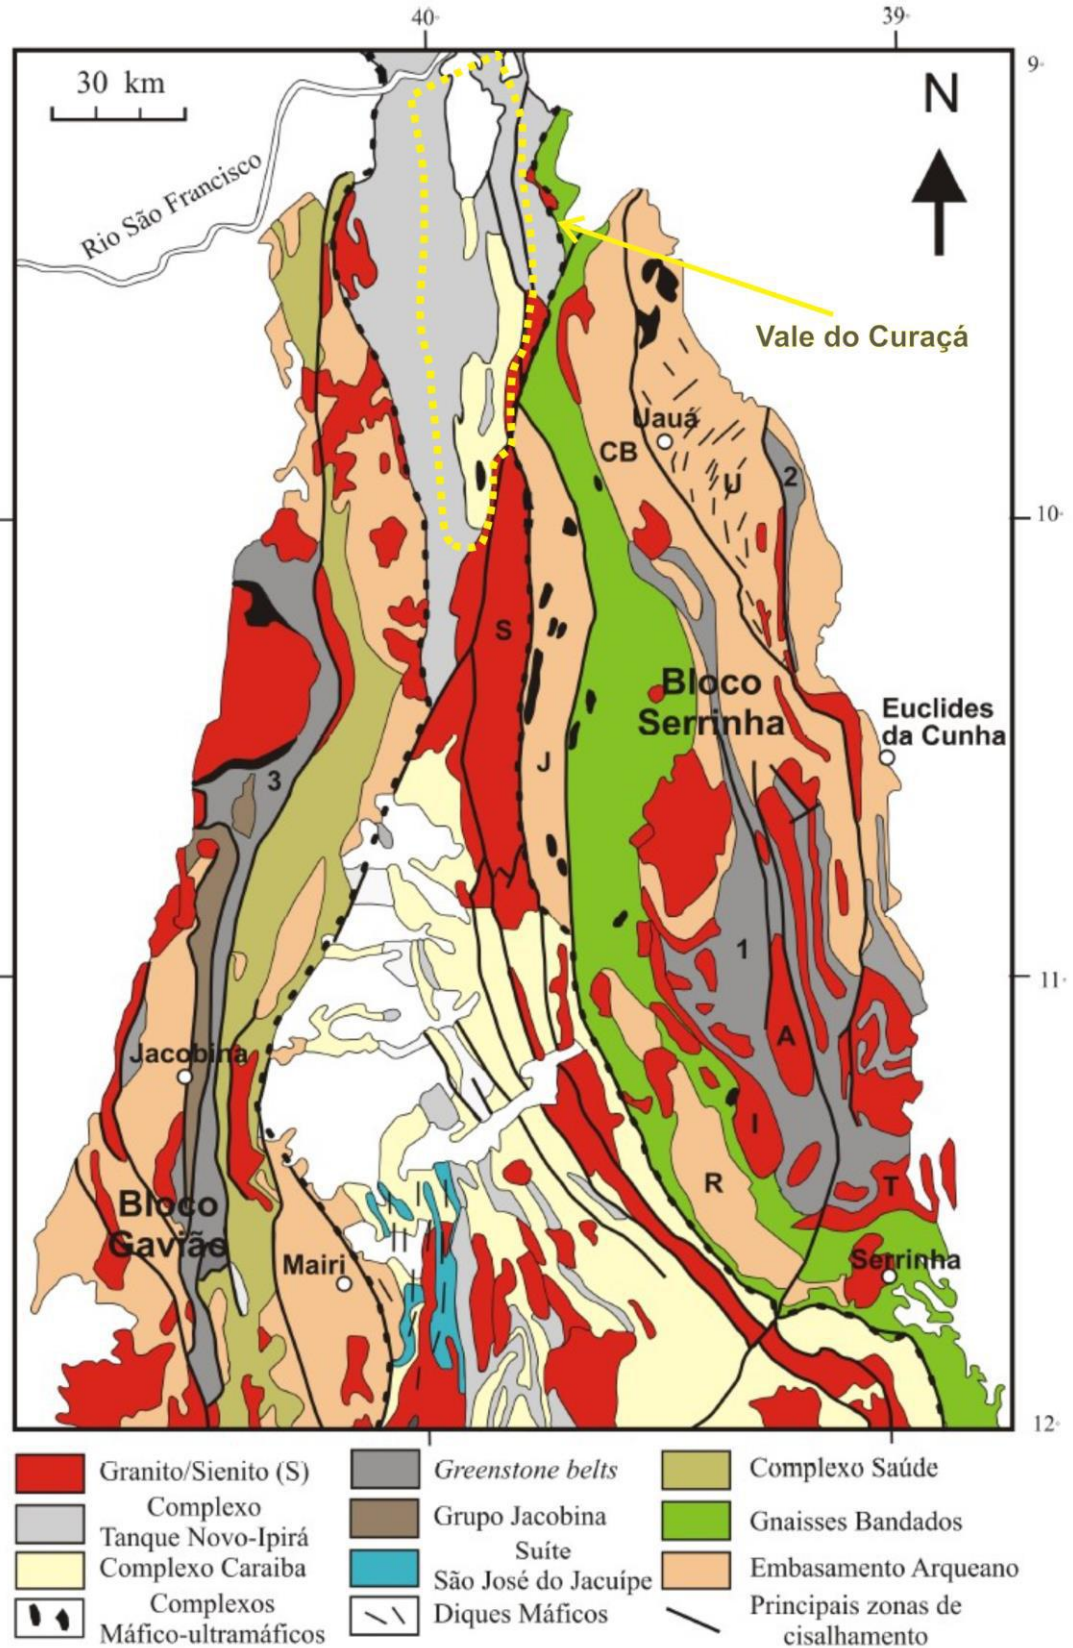 40°
39°
9°
30 km
N
Rio São Francisco
Vale do Curaçá
Uauá
CB
U
2
10°
S
Bloco
Serrinha
Euclides
da Cunha
J
3
1
11°
A
Jacobina
I
R
T
Bloco
Gavião
Mairi
Serrinha
12°
Granito/Sienito (S)
Complexo
Tanque Novo-Ipirá
Complexo Caraiba
Complexos
Máfico-ultramáficos
Greenstone belts
Grupo Jacobina
Suíte
São José do Jacuípe
Diques Máficos
Complexo Saúde
Gnaisses Bandados
Embasamento Arqueano
Principais zonas de
cisalhamento